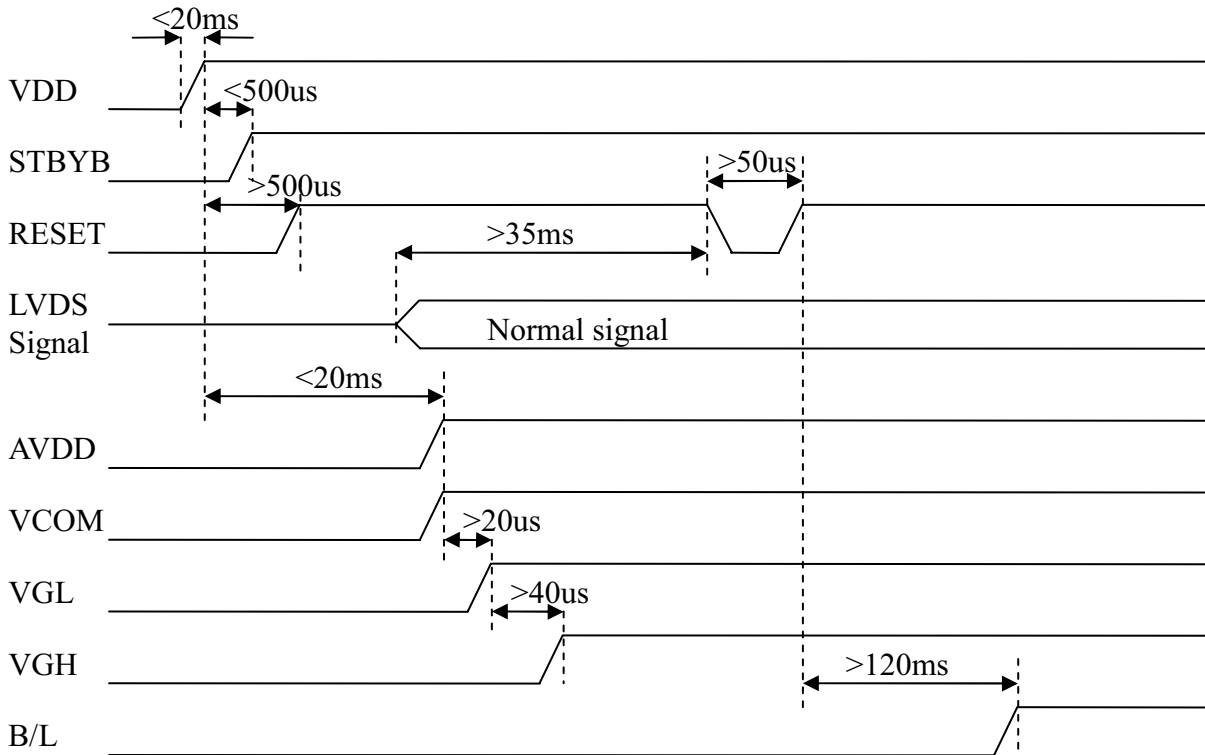 <20ms
VDD
<500us
STBYB
>500us
>50us
RESET
>35ms
LVDS
Signal
Normal signal
<20ms
AVDD
VCOM
>20us
VGL
>40us
VGH
>120ms
B/L